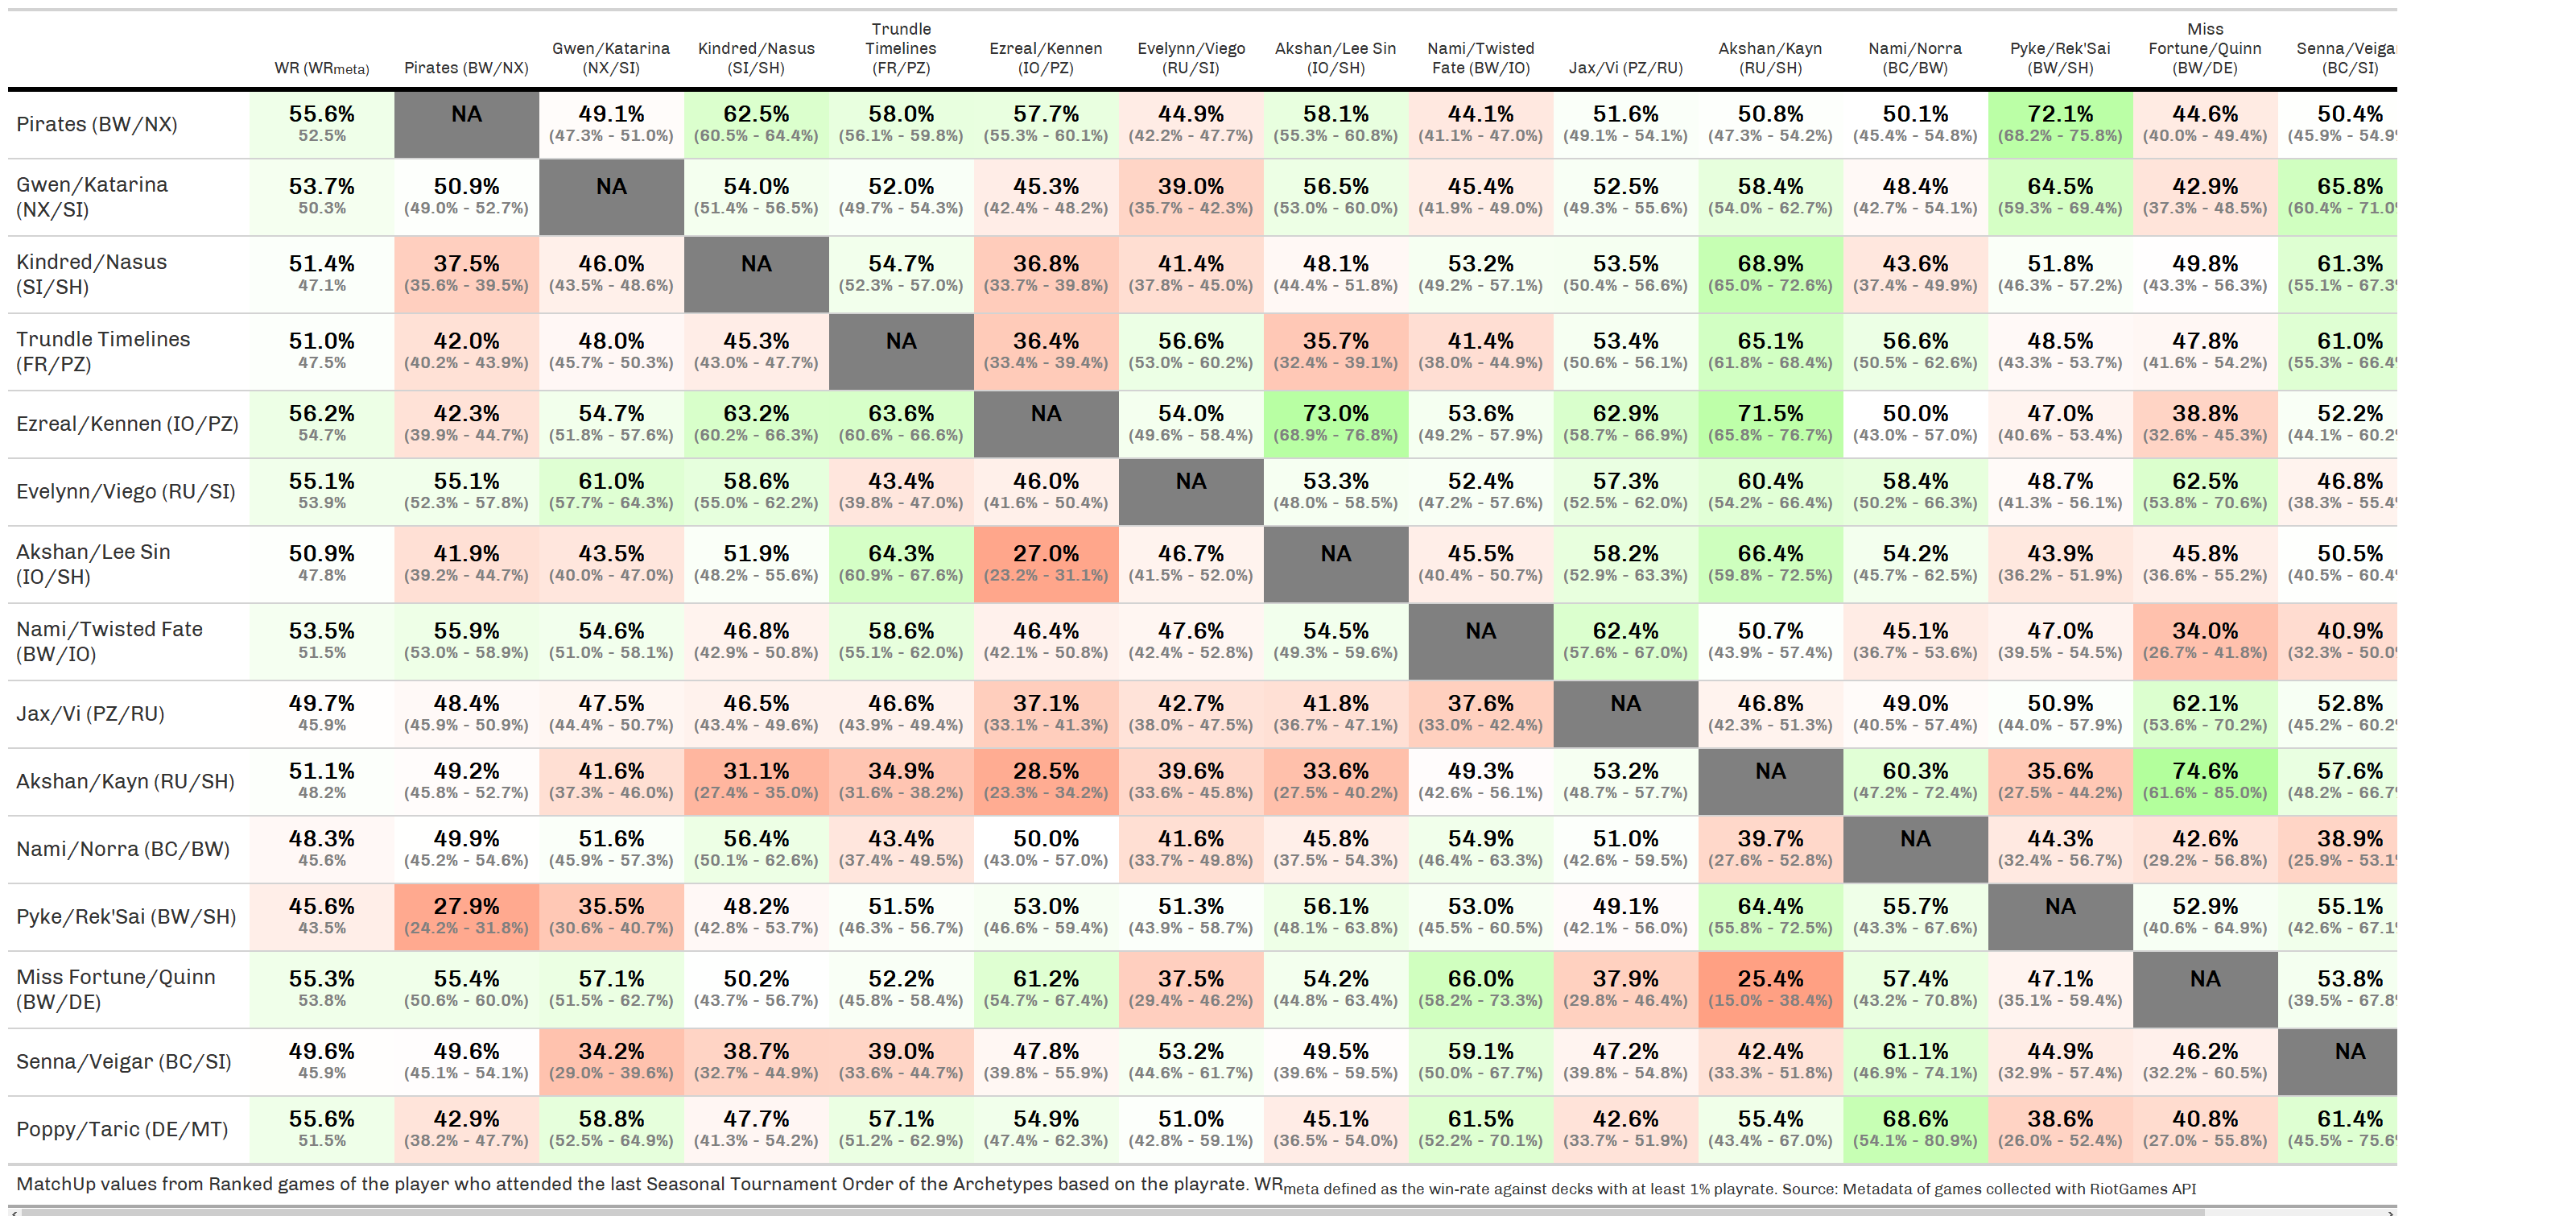 WR (WRmeta) Pirates (BW/NX) Gwen/Katarina (NX/SI) Kindred/Nasus (SI/SH) Trundle Timelines (FR/PZ) Ezreal/Kennen (IO/PZ) Evelynn/Viego (RU/SI) Akshan/Lee Sin (IO/SH) Nami/Twisted Fate (BW/IO) Jax/Vi (PZ/RU) Akshan/Kayn (RU/SH) Nami/Norra (BC/BW) Pyke/Rek'Sai (BW/SH) Miss Fortune/Quinn (BW/DE) Senna/Veigar (BC/SI)
Pirates (BW/NX) 55.6% NA 49.1% 62.5% 58.0% 57.7% 44.9% 58.1% 44.1% 51.6% 50.8% 50.1% 72.1% 44.6% 50.4%
52.5% (47.3% - 51.0%) (60.5% - 64.4%) (56.1% - 59.8%) (55.3% - 60.1%) (42.2% - 47.7%) (55.3% - 60.8%) (41.1% - 47.0%) (49.1% - 54.1%) (47.3% - 54.2%) (45.4% - 54.8%) (68.2% - 75.8%) (40.0% - 49.4%) (45.9% - 54.9%
Gwen/Katarina (NX/SI) 53.7% 50.9% NA 54.0% 52.0% 45.3% 39.0% 56.5% 45.4% 52.5% 58.4% 48.4% 64.5% 42.9% 65.8%
50.3% (49.0% - 52.7%) (51.4% - 56.5%) (49.7% - 54.3%) (42.4% - 48.2%) (35.7% - 42.3%) (53.0% - 60.0%) (41.9% - 49.0%) (49.3% - 55.6%) (54.0% - 62.7%) (42.7% - 54.1%) (59.3% - 69.4%) (37.3% - 48.5%) (60.4% - 71.0%
Kindred/Nasus (SI/SH) 51.4% 37.5% 46.0% NA 54.7% 36.8% 41.4% 48.1% 53.2% 53.5% 68.9% 43.6% 51.8% 49.8% 61.3%
47.1% (35.6% - 39.5%) (43.5% - 48.6%) (52.3% - 57.0%) (33.7% - 39.8%) (37.8% - 45.0%) (44.4% - 51.8%) (49.2% - 57.1%) (50.4% - 56.6%) (65.0% - 72.6%) (37.4% - 49.9%) (46.3% - 57.2%) (43.3% - 56.3%) (55.1% - 67.3%
Trundle Timelines (FR/PZ) 51.0% 42.0% 48.0% 45.3% NA 36.4% 56.6% 35.7% 41.4% 53.4% 65.1% 56.6% 48.5% 47.8% 61.0%
47.5% (40.2% - 43.9%) (45.7% - 50.3%) (43.0% - 47.7%) (33.4% - 39.4%) (53.0% - 60.2%) (32.4% - 39.1%) (38.0% - 44.9%) (50.6% - 56.1%) (61.8% - 68.4%) (50.5% - 62.6%) (43.3% - 53.7%) (41.6% - 54.2%) (55.3% - 66.4%
Ezreal/Kennen (IO/PZ) 56.2% 42.3% 54.7% 63.2% 63.6% NA 54.0% 73.0% 53.6% 62.9% 71.5% 50.0% 47.0% 38.8% 52.2%
54.7% (39.9% - 44.7%) (51.8% - 57.6%) (60.2% - 66.3%) (60.6% - 66.6%) (49.6% - 58.4%) (68.9% - 76.8%) (49.2% - 57.9%) (58.7% - 66.9%) (65.8% - 76.7%) (43.0% - 57.0%) (40.6% - 53.4%) (32.6% - 45.3%) (44.1% - 60.2%
Evelynn/Viego (RU/SI) 55.1% 55.1% 61.0% 58.6% 43.4% 46.0% NA 53.3% 52.4% 57.3% 60.4% 58.4% 48.7% 62.5% 46.8%
53.9% (52.3% - 57.8%) (57.7% - 64.3%) (55.0% - 62.2%) (39.8% - 47.0%) (41.6% - 50.4%) (48.0% - 58.5%) (47.2% - 57.6%) (52.5% - 62.0%) (54.2% - 66.4%) (50.2% - 66.3%) (41.3% - 56.1%) (53.8% - 70.6%) (38.3% - 55.4%
Akshan/Lee Sin (IO/SH) 50.9% 41.9% 43.5% 51.9% 64.3% 27.0% 46.7% NA 45.5% 58.2% 66.4% 54.2% 43.9% 45.8% 50.5%
47.8% (39.2% - 44.7%) (40.0% - 47.0%) (48.2% - 55.6%) (60.9% - 67.6%) (23.2% - 31.1%) (41.5% - 52.0%) (40.4% - 50.7%) (52.9% - 63.3%) (59.8% - 72.5%) (45.7% - 62.5%) (36.2% - 51.9%) (36.6% - 55.2%) (40.5% - 60.4%
Nami/Twisted Fate (BW/IO) 53.5% 55.9% 54.6% 46.8% 58.6% 46.4% 47.6% 54.5% NA 62.4% 50.7% 45.1% 47.0% 34.0% 40.9%
51.5% (53.0% - 58.9%) (51.0% - 58.1%) (42.9% - 50.8%) (55.1% - 62.0%) (42.1% - 50.8%) (42.4% - 52.8%) (49.3% - 59.6%) (57.6% - 67.0%) (43.9% - 57.4%) (36.7% - 53.6%) (39.5% - 54.5%) (26.7% - 41.8%) (32.3% - 50.0%
Jax/Vi (PZ/RU) 49.7% 48.4% 47.5% 46.5% 46.6% 37.1% 42.7% 41.8% 37.6% NA 46.8% 49.0% 50.9% 62.1% 52.8%
45.9% (45.9% - 50.9%) (44.4% - 50.7%) (43.4% - 49.6%) (43.9% - 49.4%) (33.1% - 41.3%) (38.0% - 47.5%) (36.7% - 47.1%) (33.0% - 42.4%) (42.3% - 51.3%) (40.5% - 57.4%) (44.0% - 57.9%) (53.6% - 70.2%) (45.2% - 60.2%
Akshan/Kayn (RU/SH) 51.1% 49.2% 41.6% 31.1% 34.9% 28.5% 39.6% 33.6% 49.3% 53.2% NA 60.3% 35.6% 74.6% 57.6%
48.2% (45.8% - 52.7%) (37.3% - 46.0%) (27.4% - 35.0%) (31.6% - 38.2%) (23.3% - 34.2%) (33.6% - 45.8%) (27.5% - 40.2%) (42.6% - 56.1%) (48.7% - 57.7%) (47.2% - 72.4%) (27.5% - 44.2%) (61.6% - 85.0%) (48.2% - 66.7%
Nami/Norra (BC/BW) 48.3% 49.9% 51.6% 56.4% 43.4% 50.0% 41.6% 45.8% 54.9% 51.0% 39.7% NA 44.3% 42.6% 38.9%
45.6% (45.2% - 54.6%) (45.9% - 57.3%) (50.1% - 62.6%) (37.4% - 49.5%) (43.0% - 57.0%) (33.7% - 49.8%) (37.5% - 54.3%) (46.4% - 63.3%) (42.6% - 59.5%) (27.6% - 52.8%) (32.4% - 56.7%) (29.2% - 56.8%) (25.9% - 53.1%
Pyke/Rek'Sai (BW/SH) 45.6% 27.9% 35.5% 48.2% 51.5% 53.0% 51.3% 56.1% 53.0% 49.1% 64.4% 55.7% NA 52.9% 55.1%
43.5% (24.2% - 31.8%) (30.6% - 40.7%) (42.8% - 53.7%) (46.3% - 56.7%) (46.6% - 59.4%) (43.9% - 58.7%) (48.1% - 63.8%) (45.5% - 60.5%) (42.1% - 56.0%) (55.8% - 72.5%) (43.3% - 67.6%) (40.6% - 64.9%) (42.6% - 67.1%
Miss Fortune/Quinn (BW/DE) 55.3% 55.4% 57.1% 50.2% 52.2% 61.2% 37.5% 54.2% 66.0% 37.9% 25.4% 57.4% 47.1% NA 53.8%
53.8% (50.6% - 60.0%) (51.5% - 62.7%) (43.7% - 56.7%) (45.8% - 58.4%) (54.7% - 67.4%) (29.4% - 46.2%) (44.8% - 63.4%) (58.2% - 73.3%) (29.8% - 46.4%) (15.0% - 38.4%) (43.2% - 70.8%) (35.1% - 59.4%) (39.5% - 67.8%
Senna/Veigar (BC/SI) 49.6% 49.6% 34.2% 38.7% 39.0% 47.8% 53.2% 49.5% 59.1% 47.2% 42.4% 61.1% 44.9% 46.2% NA
45.9% (45.1% - 54.1%) (29.0% - 39.6%) (32.7% - 44.9%) (33.6% - 44.7%) (39.8% - 55.9%) (44.6% - 61.7%) (39.6% - 59.5%) (50.0% - 67.7%) (39.8% - 54.8%) (33.3% - 51.8%) (46.9% - 74.1%) (32.9% - 57.4%) (32.2% - 60.5%)
Poppy/Taric (DE/MT) 55.6% 42.9% 58.8% 47.7% 57.1% 54.9% 51.0% 45.1% 61.5% 42.6% 55.4% 68.6% 38.6% 40.8% 61.4%
51.5% (38.2% - 47.7%) (52.5% - 64.9%) (41.3% - 54.2%) (51.2% - 62.9%) (47.4% - 62.3%) (42.8% - 59.1%) (36.5% - 54.0%) (52.2% - 70.1%) (33.7% - 51.9%) (43.4% - 67.0%) (54.1% - 80.9%) (26.0% - 52.4%) (27.0% - 55.8%) (45.5% - 75.6%
MatchUp values from Ranked games of the player who attended the last Seasonal Tournament Order of the Archetypes based on the playrate. WRmeta defined as the win-rate against decks with at least 1% playrate. Source: Metadata of games collected with RiotGames API